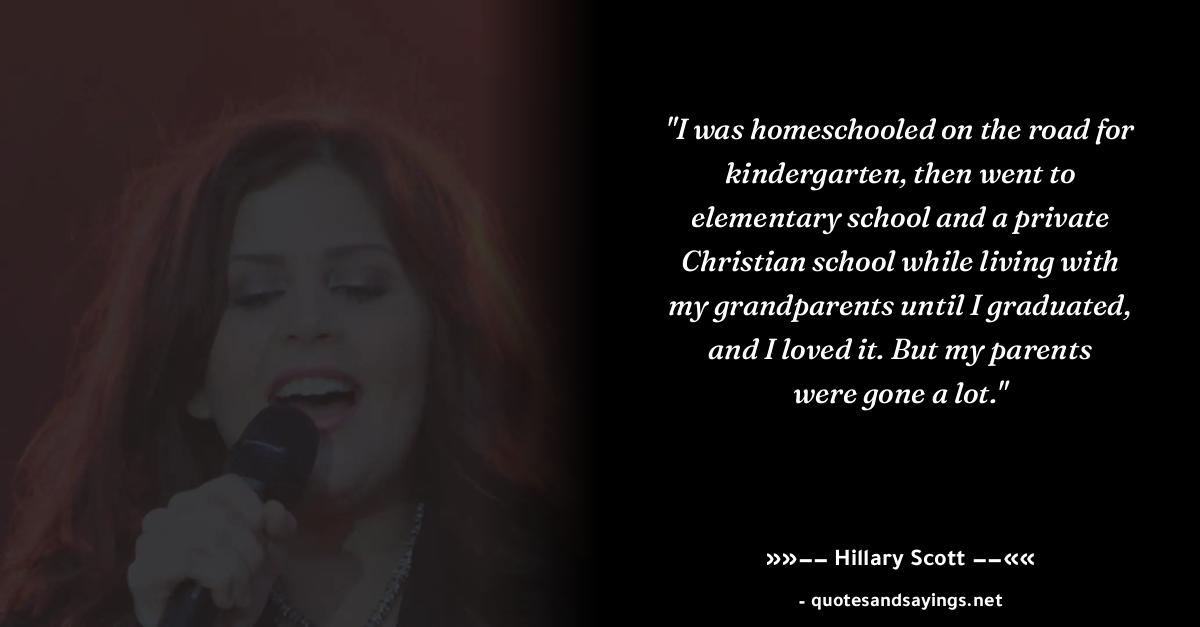 "I was homeschooled on the road for
kindergarten, then went to
elementary school and a private
Christian school while living with
my grandparents until I graduated,
and I loved it. But my parents
were gone a lot."
»»−− Hillary Scott −−««
- quotesandsayings.net